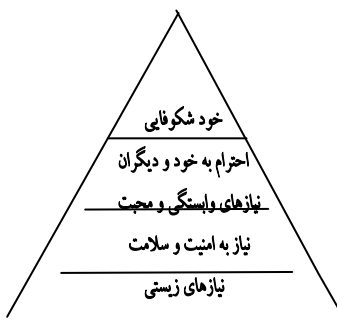 خود شکوفایی
احترام به خود و دیگران
نیازهای وابستگی و محبت
نیاز به امنیت و سلامت
نیازهای زیستی